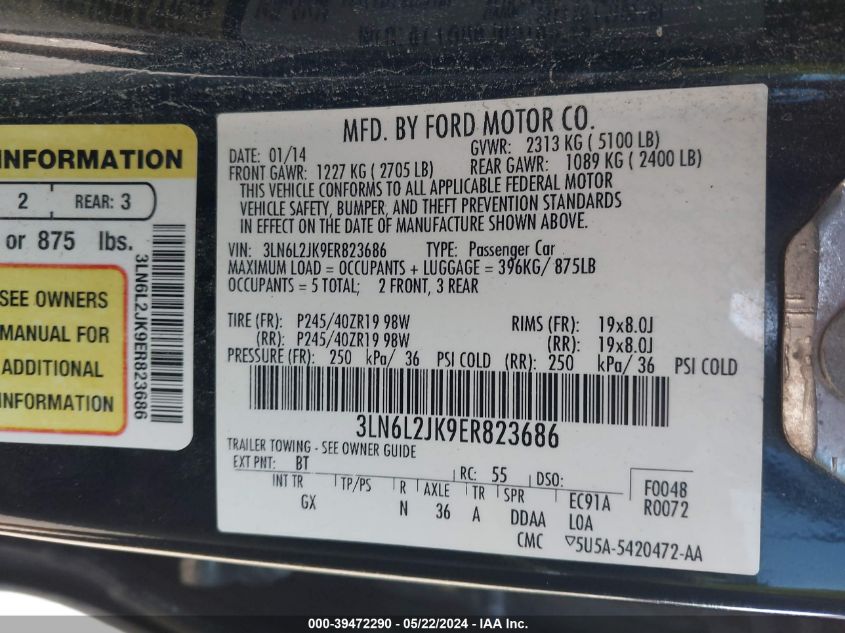 INFORMATION
2 REAR: 3
or 875 lbs.
SEE OWNERS
MANUAL FOR
ADDITIONAL
INFORMATION
3LN6L2JK9ER823686
MFD. BY FORD MOTOR CO.
DATE: 01/14 GVWR: 2313 KG ( 5100 LB)
FRONT GAWR: 1227 KG ( 2705 LB) REAR GAWR: 1089 KG ( 2400 LB)
THIS VEHICLE CONFORMS TO ALL APPLICABLE FEDERAL MOTOR
VEHICLE SAFETY, BUMPER, AND THEFT PREVENTION STANDARDS
IN EFFECT ON THE DATE OF MANUFACTURE SHOWN ABOVE.
VIN: 3LN6L2JK9ER823686 TYPE: Passenger Car
MAXIMUM LOAD = OCCUPANTS + LUGGAGE = 396KG/ 875LB
OCCUPANTS = 5 TOTAL; 2 FRONT, 3 REAR
TIRE (FR): P245/40ZR19 98W RIMS (FR): 19x8.0J
(RR): P245/40ZR19 98W (RR): 19x8.0J
PRESSURE (FR): 250 kPa/ 36 PSI COLD (RR): 250 kPa/ 36 PSI COLD
3LN6L2JK9ER823686
TRAILER TOWING - SEE OWNER GUIDE
EXT PNT: BT RC: 55 DSO:
INT TR TP/PS R AXLE TR SPR EC91A F0048
GX N 36 A DDAA LOA R0072
CMC ▽5U5A-5420472-AA
000-39472290 - 05/22/2024 - IAA Inc.